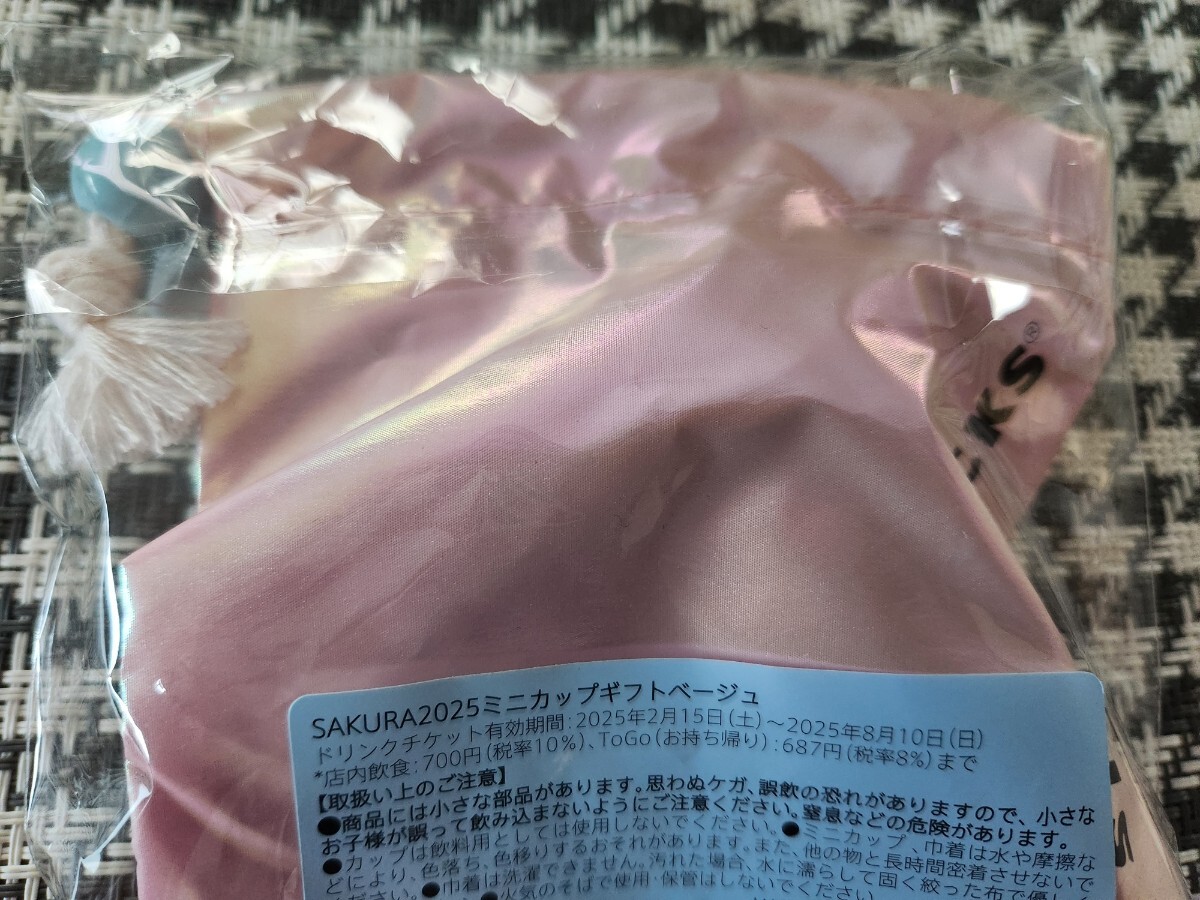 KS®
SAKURA2025ミニカップギフトベージュ
ドリンクチケット有効期間:2025年2月15日(土)~2025年8月10日(日)
*店内飲食:700円(税率10%)、ToGo(お持ち帰り):687円(税率8%)まで
【取扱い上のご注意】
●商品には小さな部品があります。思わぬケガ、誤飲の恐れがありますので、小さな
お子様が誤って飲み込まないようにご注意ください。窒息などの危険があります。
●カップは飲料用としては使用しないでください。●ミニカップ、巾着は水や摩擦な
どにより、色落ち、色移りするおそれがあります。また、他の物と長時間密着させないで
ください。●巾着は洗濯できません。汚れた場合、水に濡らして固く絞った布で優しく
●火気のそばで使用・保管はしないでください